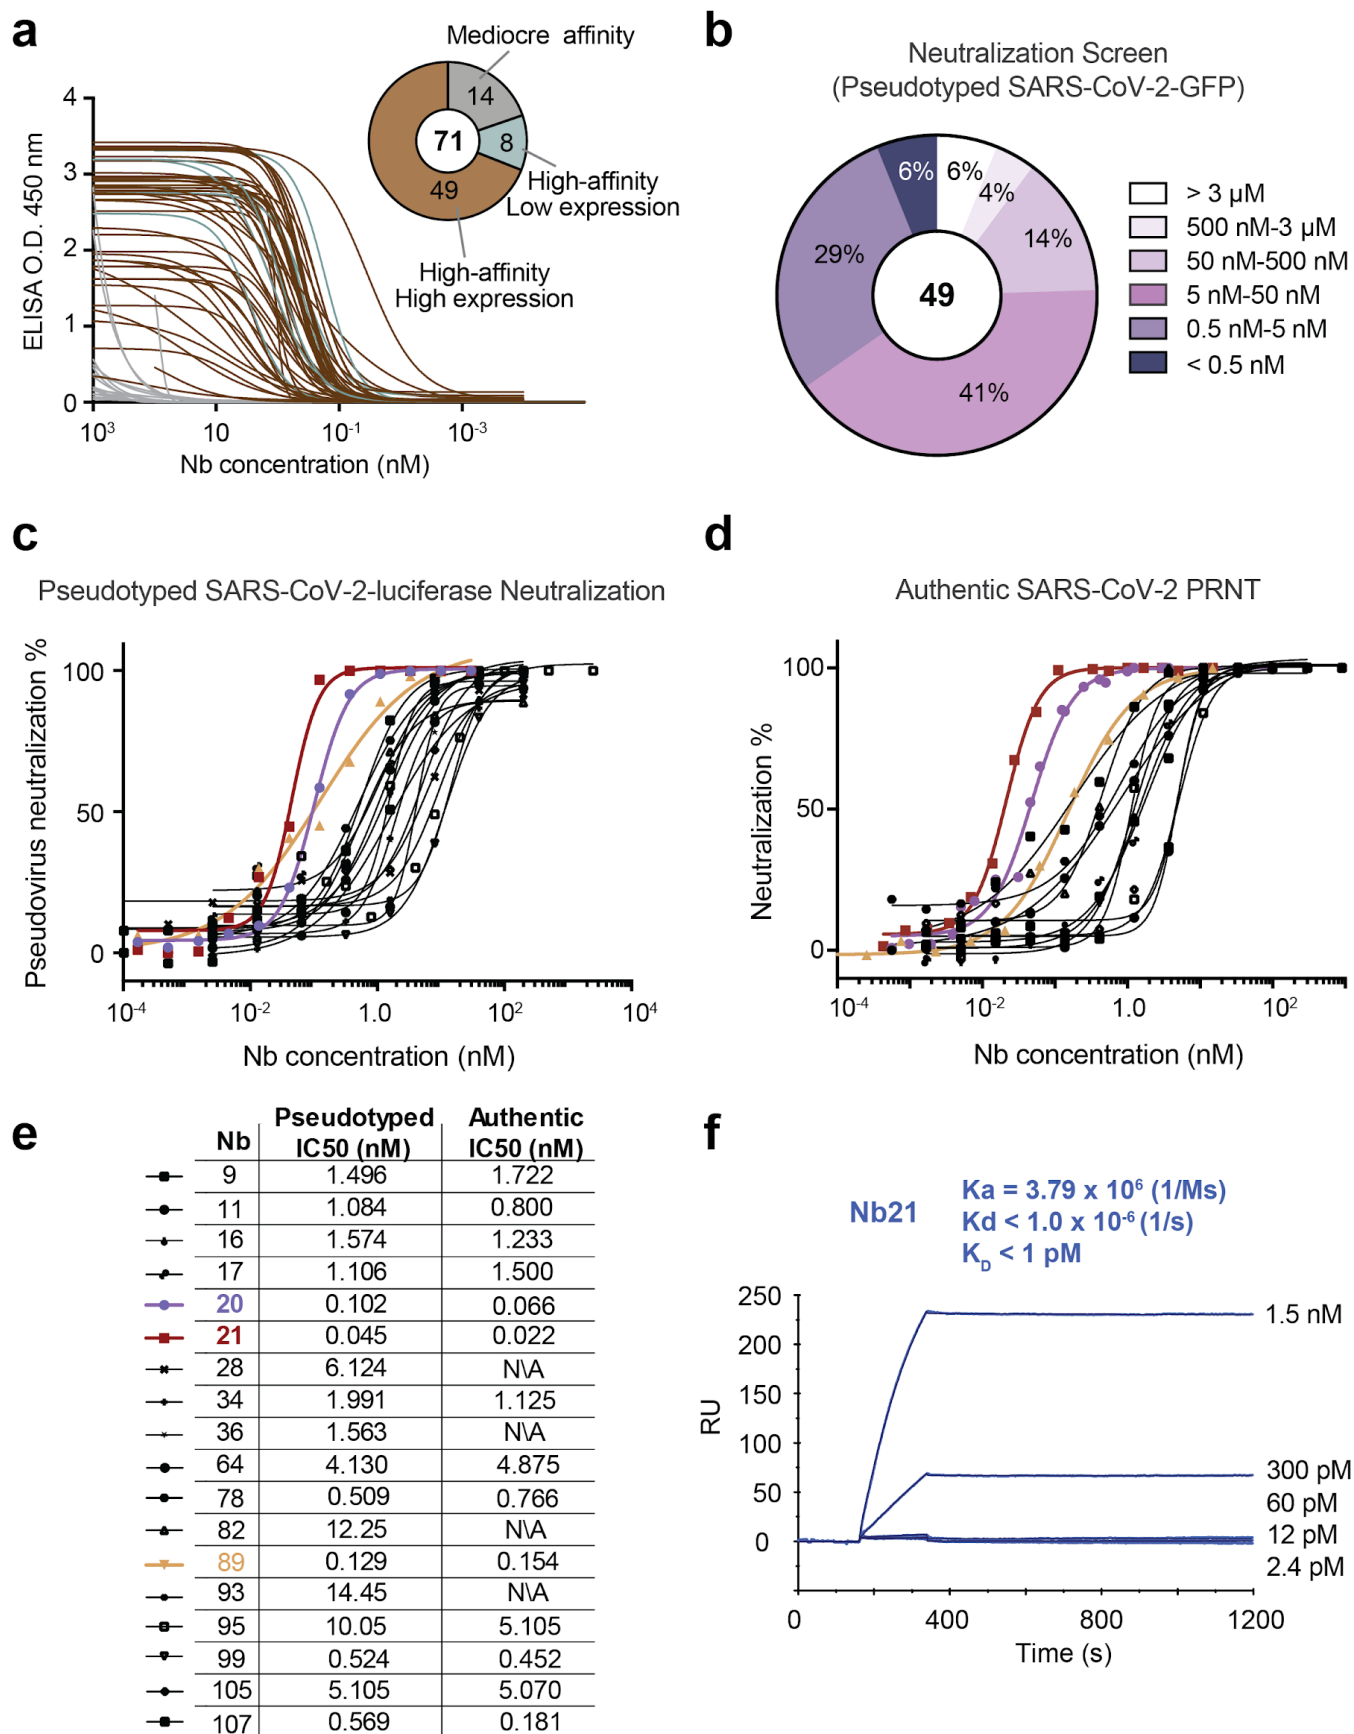 a
Mediocre affinity
14
71
8
49
High-affinity
Low expression
High-affinity
High expression
ELISA O.D. 450 nm
4
3
2
1
0
10³
10
10⁻¹
10⁻³
Nb concentration (nM)
b
Neutralization Screen
(Pseudotyped SARS-CoV-2-GFP)
6%
6%
4%
14%
29%
49
41%
> 3 µM
500 nM-3 µM
50 nM-500 nM
5 nM-50 nM
0.5 nM-5 nM
< 0.5 nM
c
Pseudotyped SARS-CoV-2-luciferase Neutralization
Pseudovirus neutralization %
100
50
0
10⁻⁴
10⁻²
1.0
10²
10⁴
Nb concentration (nM)
d
Authentic SARS-CoV-2 PRNT
Neutralization %
100
50
0
10⁻⁴
10⁻²
1.0
10²
Nb concentration (nM)
e
Nb Pseudotyped IC50 (nM) Authentic IC50 (nM)
9 1.496 1.722
11 1.084 0.800
16 1.574 1.233
17 1.106 1.500
20 0.102 0.066
21 0.045 0.022
28 6.124 N\A
34 1.991 1.125
36 1.563 N\A
64 4.130 4.875
78 0.509 0.766
82 12.25 N\A
89 0.129 0.154
93 14.45 N\A
95 10.05 5.105
99 0.524 0.452
105 5.105 5.070
107 0.569 0.181
f
Nb21
Ka = 3.79 x 10⁶ (1/Ms)
Kd < 1.0 x 10⁻⁶ (1/s)
K_D < 1 pM
RU
250
200
150
100
50
0
1.5 nM
300 pM
60 pM
12 pM
2.4 pM
0
400
800
1200
Time (s)